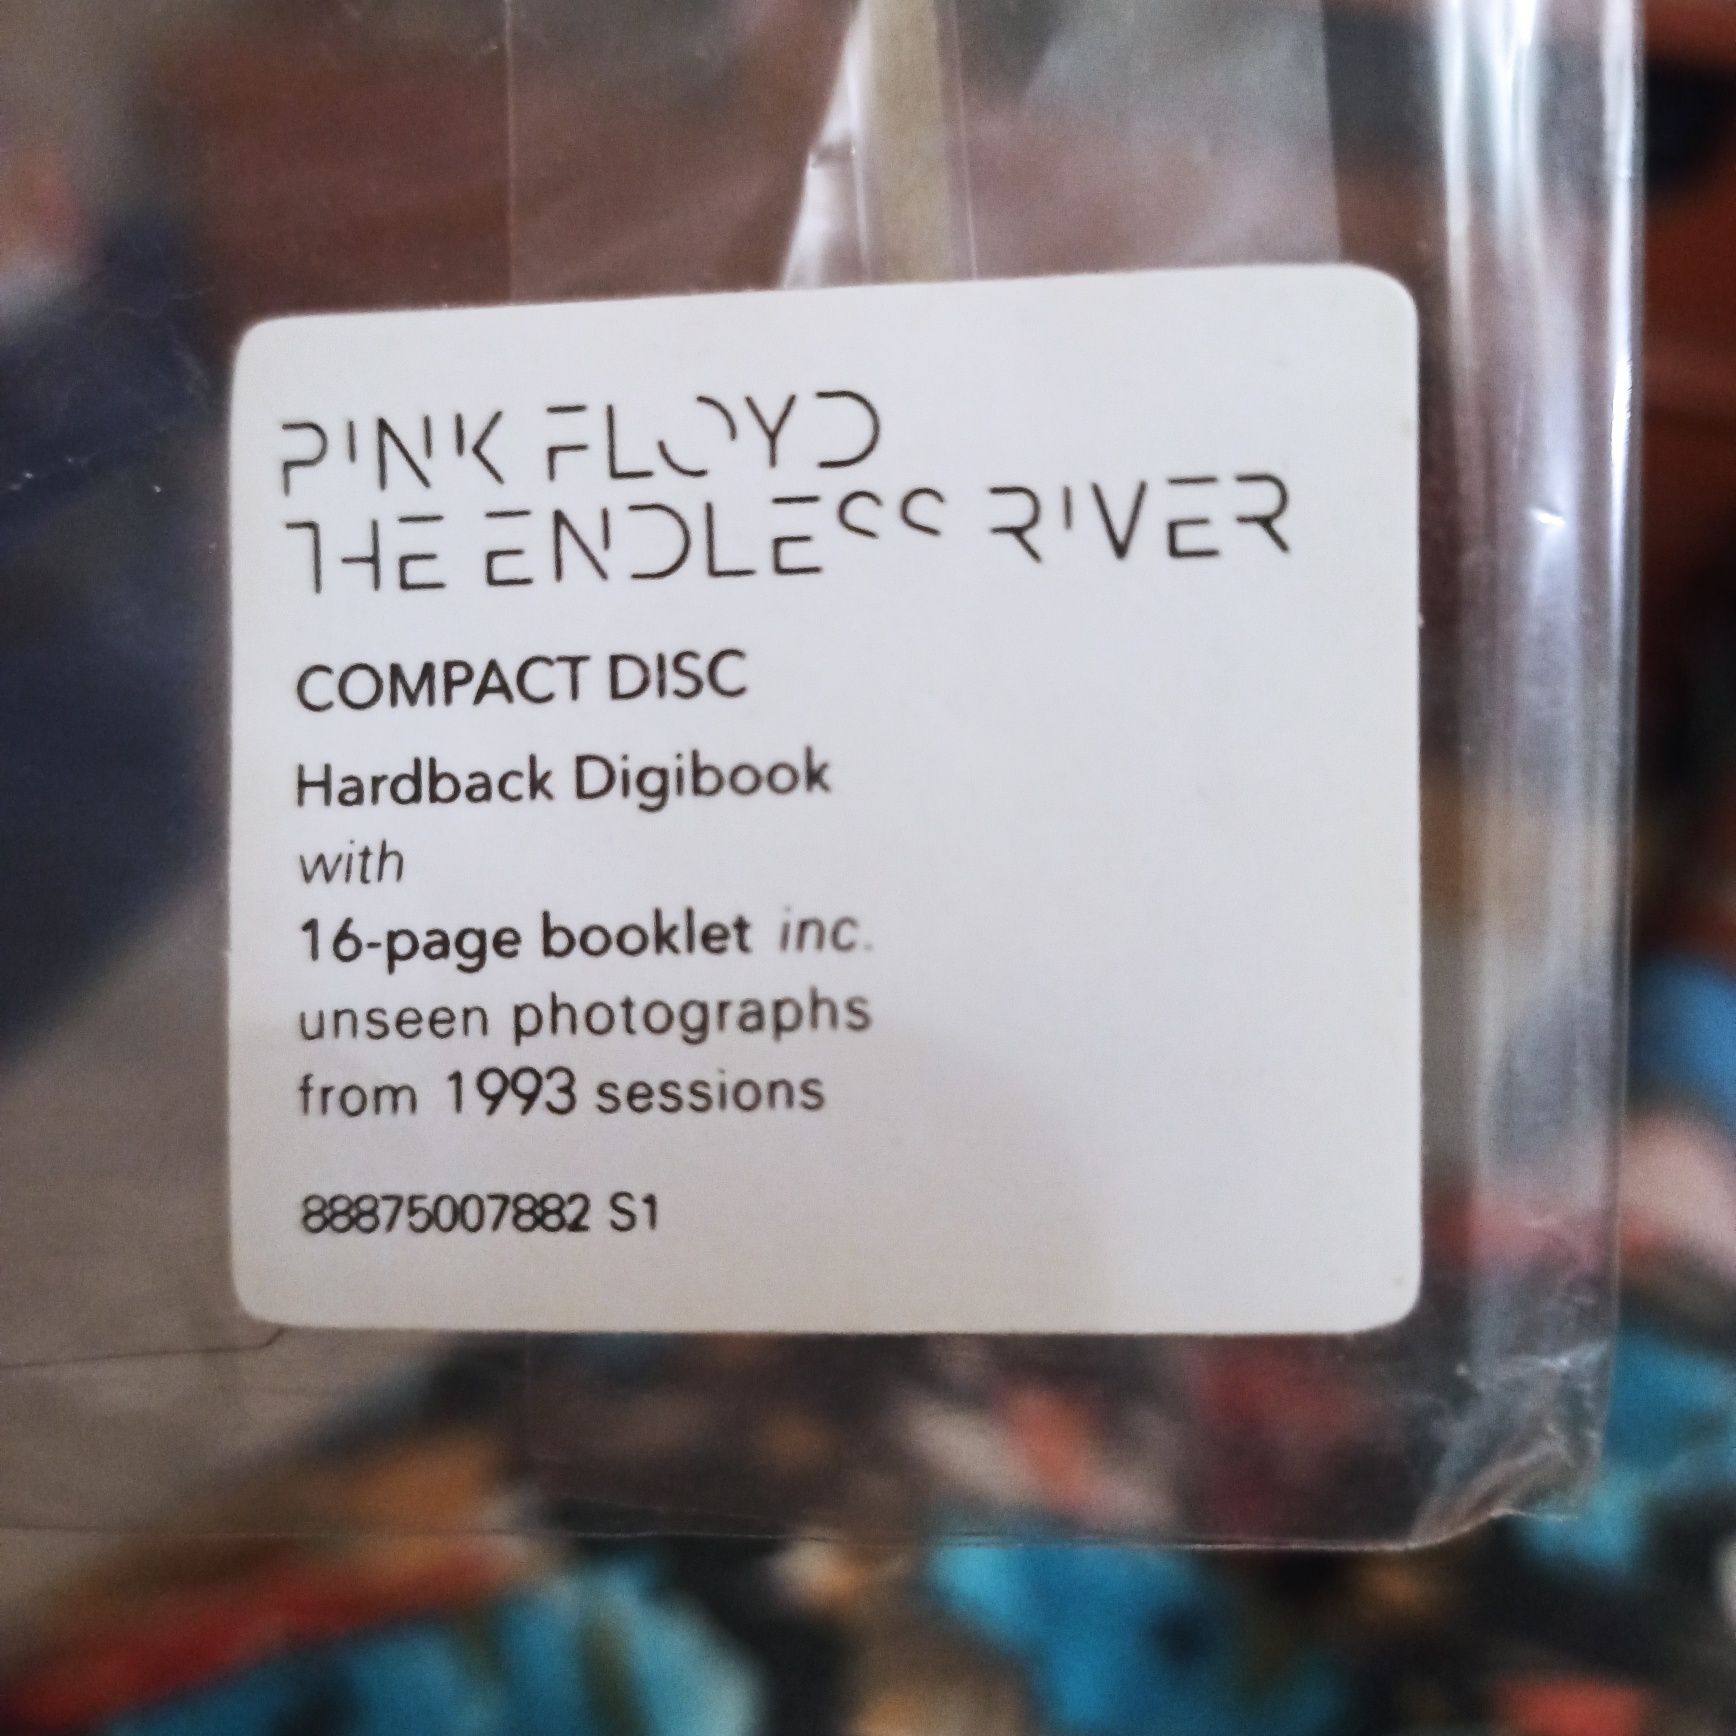 PINK FLOYD
THE ENDLESS RIVER
COMPACT DISC
Hardback Digibook
with
16-page booklet inc.
unseen photographs
from 1993 sessions
88875007882 S1